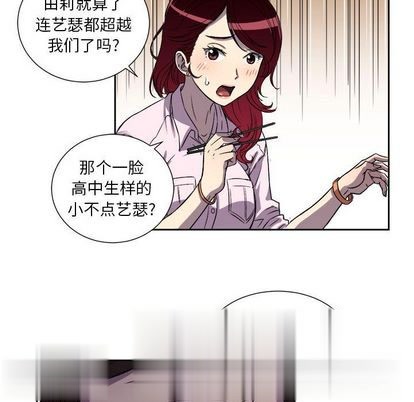 由莉就算了
连艺瑟都超越
我们了吗?
那个一脸
高中生样的
小不点艺瑟?